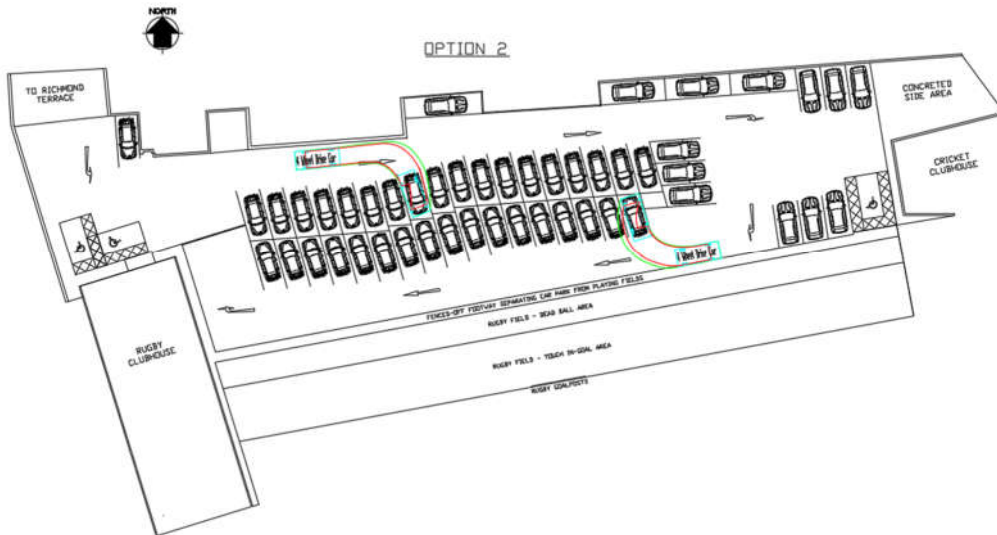 NORTH
OPTION 2
TO RICHMOND
TERRACE
CONCRETED
SIDE AREA
CRICKET
CLUBHOUSE
4 Wheel Drive Car
4 Wheel Drive Car
FENCED-OFF FOOTWAY SEPARATING CAR PARK FROM PLAYING FIELDS
RUGBY FIELD - DEAD BALL AREA
RUGBY CLUBHOUSE
RUGBY FIELD - TOUCH IN-GOAL AREA
RUGBY GOALPOSTS